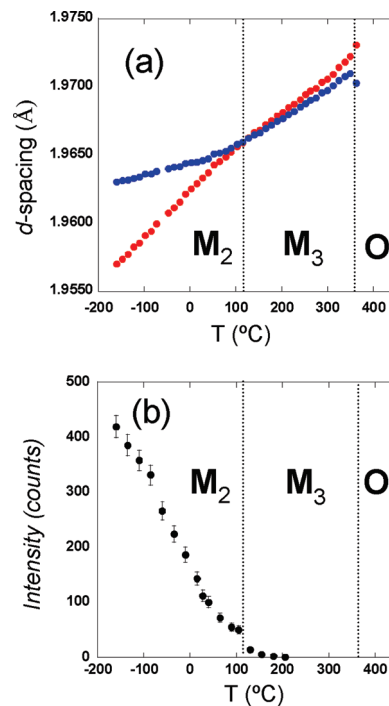 1.9750
(a)
1.9700
1.9650
1.9600
1.9550
d-spacing (Å)
M2 M3 O
-200 -100 0 100 200 300 400
T (ºC)
500
(b)
400
300
200
100
0
Intensity (counts)
M2 M3 O
-200 -100 0 100 200 300 400
T (ºC)